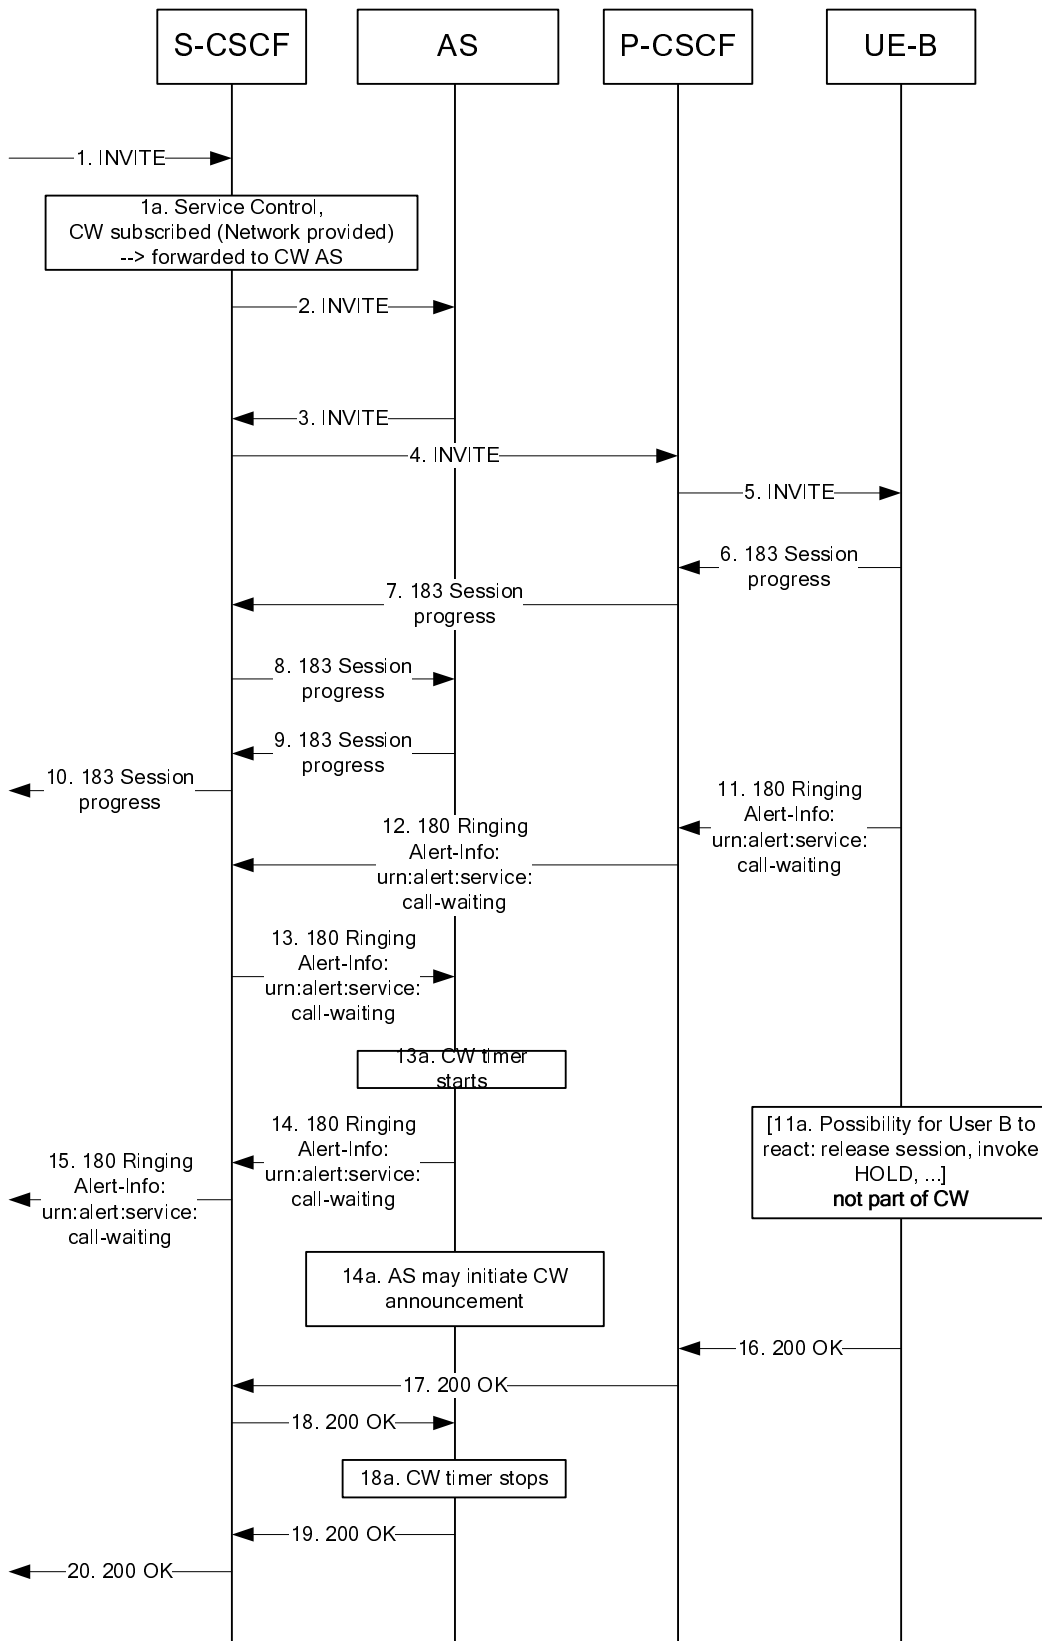 S-CSCF
AS
P-CSCF
UE-B
1. INVITE
1a. Service Control,
CW subscribed (Network provided)
--> forwarded to CW AS
2. INVITE
3. INVITE
4. INVITE
5. INVITE
6. 183 Session
progress
7. 183 Session
progress
8. 183 Session
progress
9. 183 Session
progress
10. 183 Session
progress
11. 180 Ringing
Alert-Info:
urn:alert:service:
call-waiting
12. 180 Ringing
Alert-Info:
urn:alert:service:
call-waiting
13. 180 Ringing
Alert-Info:
urn:alert:service:
call-waiting
13a. CW timer
starts
[11a. Possibility for User B to
react: release session, invoke
HOLD, ...]
not part of CW
14. 180 Ringing
Alert-Info:
urn:alert:service:
call-waiting
15. 180 Ringing
Alert-Info:
urn:alert:service:
call-waiting
14a. AS may initiate CW
announcement
16. 200 OK
17. 200 OK
18. 200 OK
18a. CW timer stops
19. 200 OK
20. 200 OK